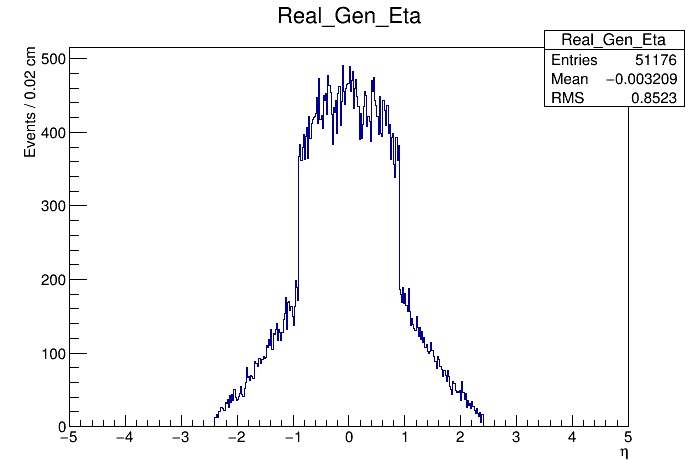 Real_Gen_Eta
Real_Gen_Eta
Entries 51176
Mean −0.003209
RMS 0.8523
Events / 0.02 cm
500
400
300
200
100
0
−5 −4 −3 −2 −1 0 1 2 3 4 5
η